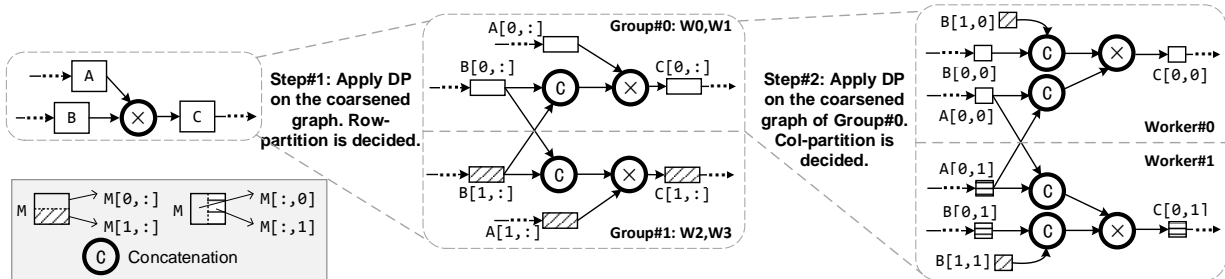 A
B
×
C
M
M[0,:]
M[1,:]
M
M[:,0]
M[:,1]
C Concatenation
Step#1: Apply DP
on the coarsened
graph. Row-
partition is decided.
A[0,:]
Group#0: W0,W1
B[0,:]
C
×
C[0,:]
B[1,:]
C
×
C[1,:]
A[1,:]
Group#1: W2,W3
Step#2: Apply DP
on the coarsened
graph of Group#0.
Col-partition is
decided.
B[1,0]
B[0,0]
C
×
C[0,0]
A[0,0]
C
Worker#0
Worker#1
A[0,1]
C
B[0,1]
C
×
C[0,1]
B[1,1]